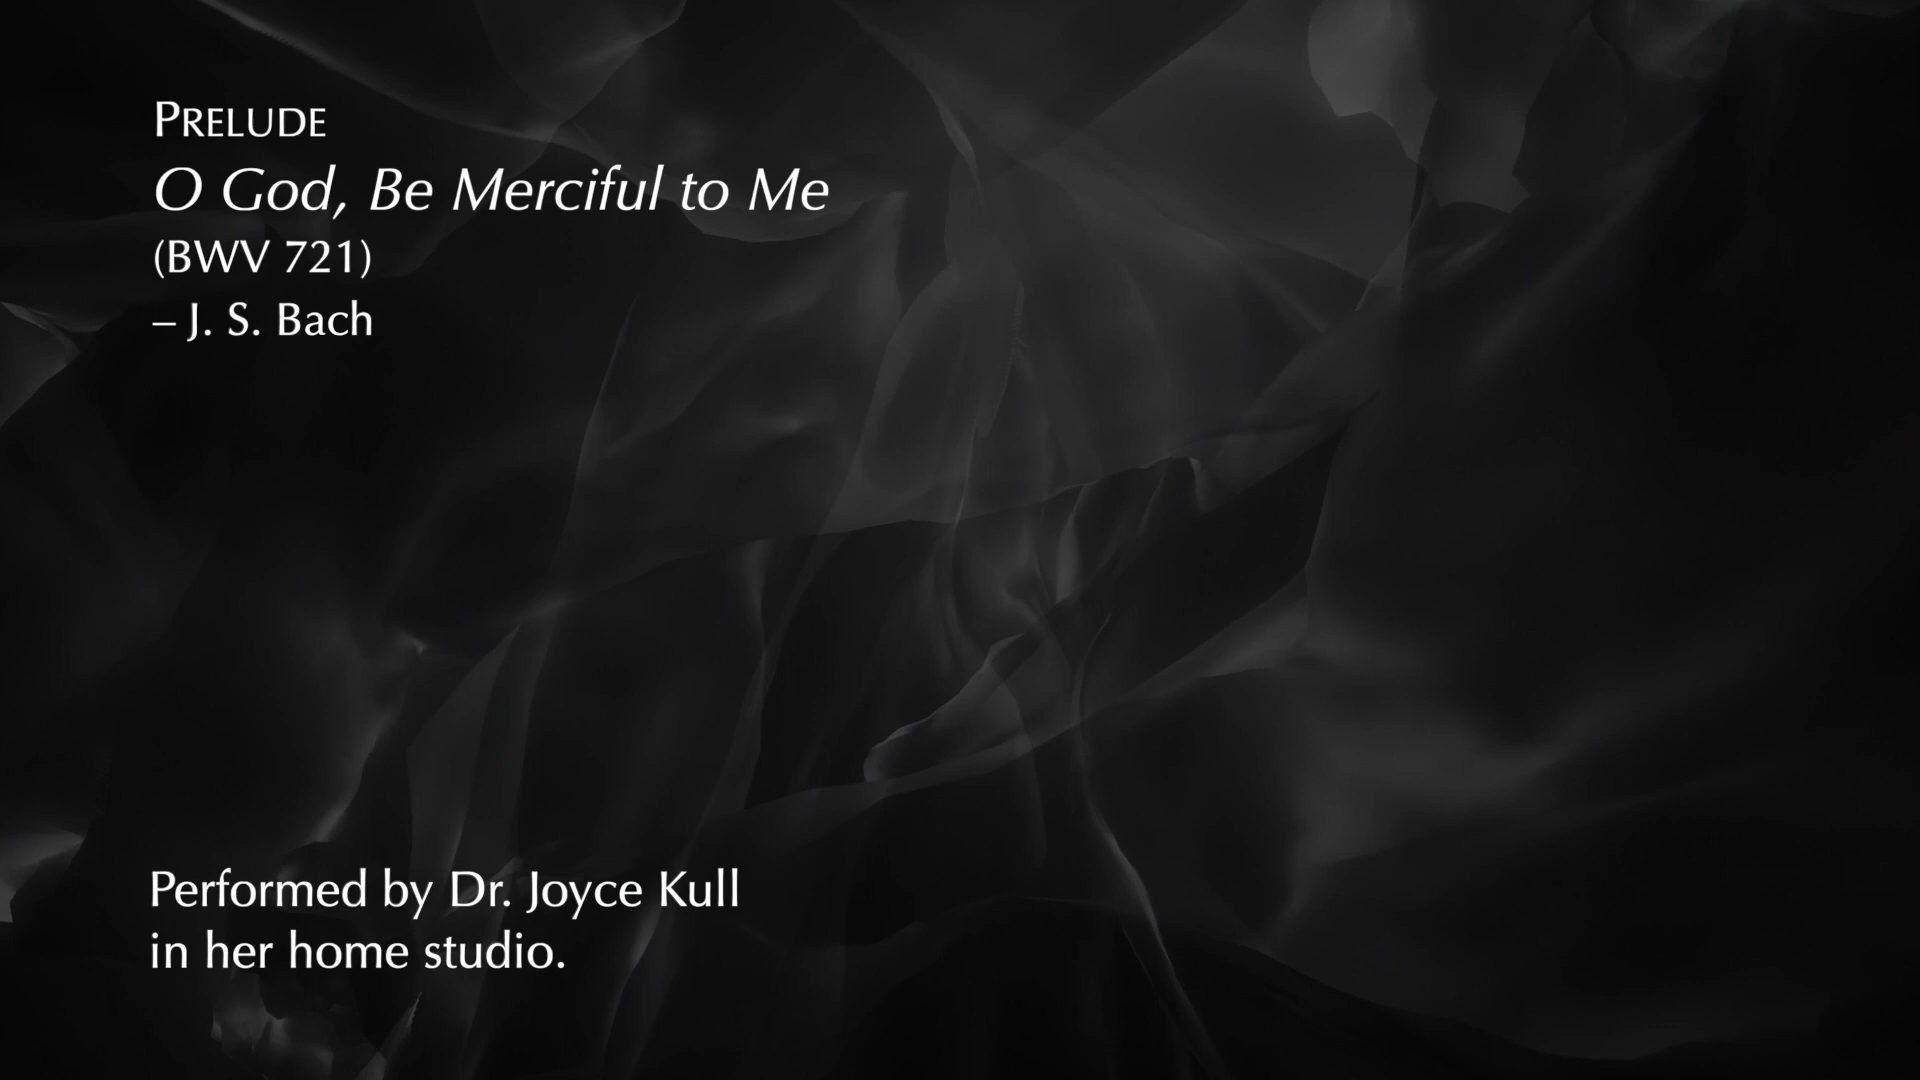 PRELUDE
O God, Be Merciful to Me
(BWV 721)
– J. S. Bach
Performed by Dr. Joyce Kull
in her home studio.